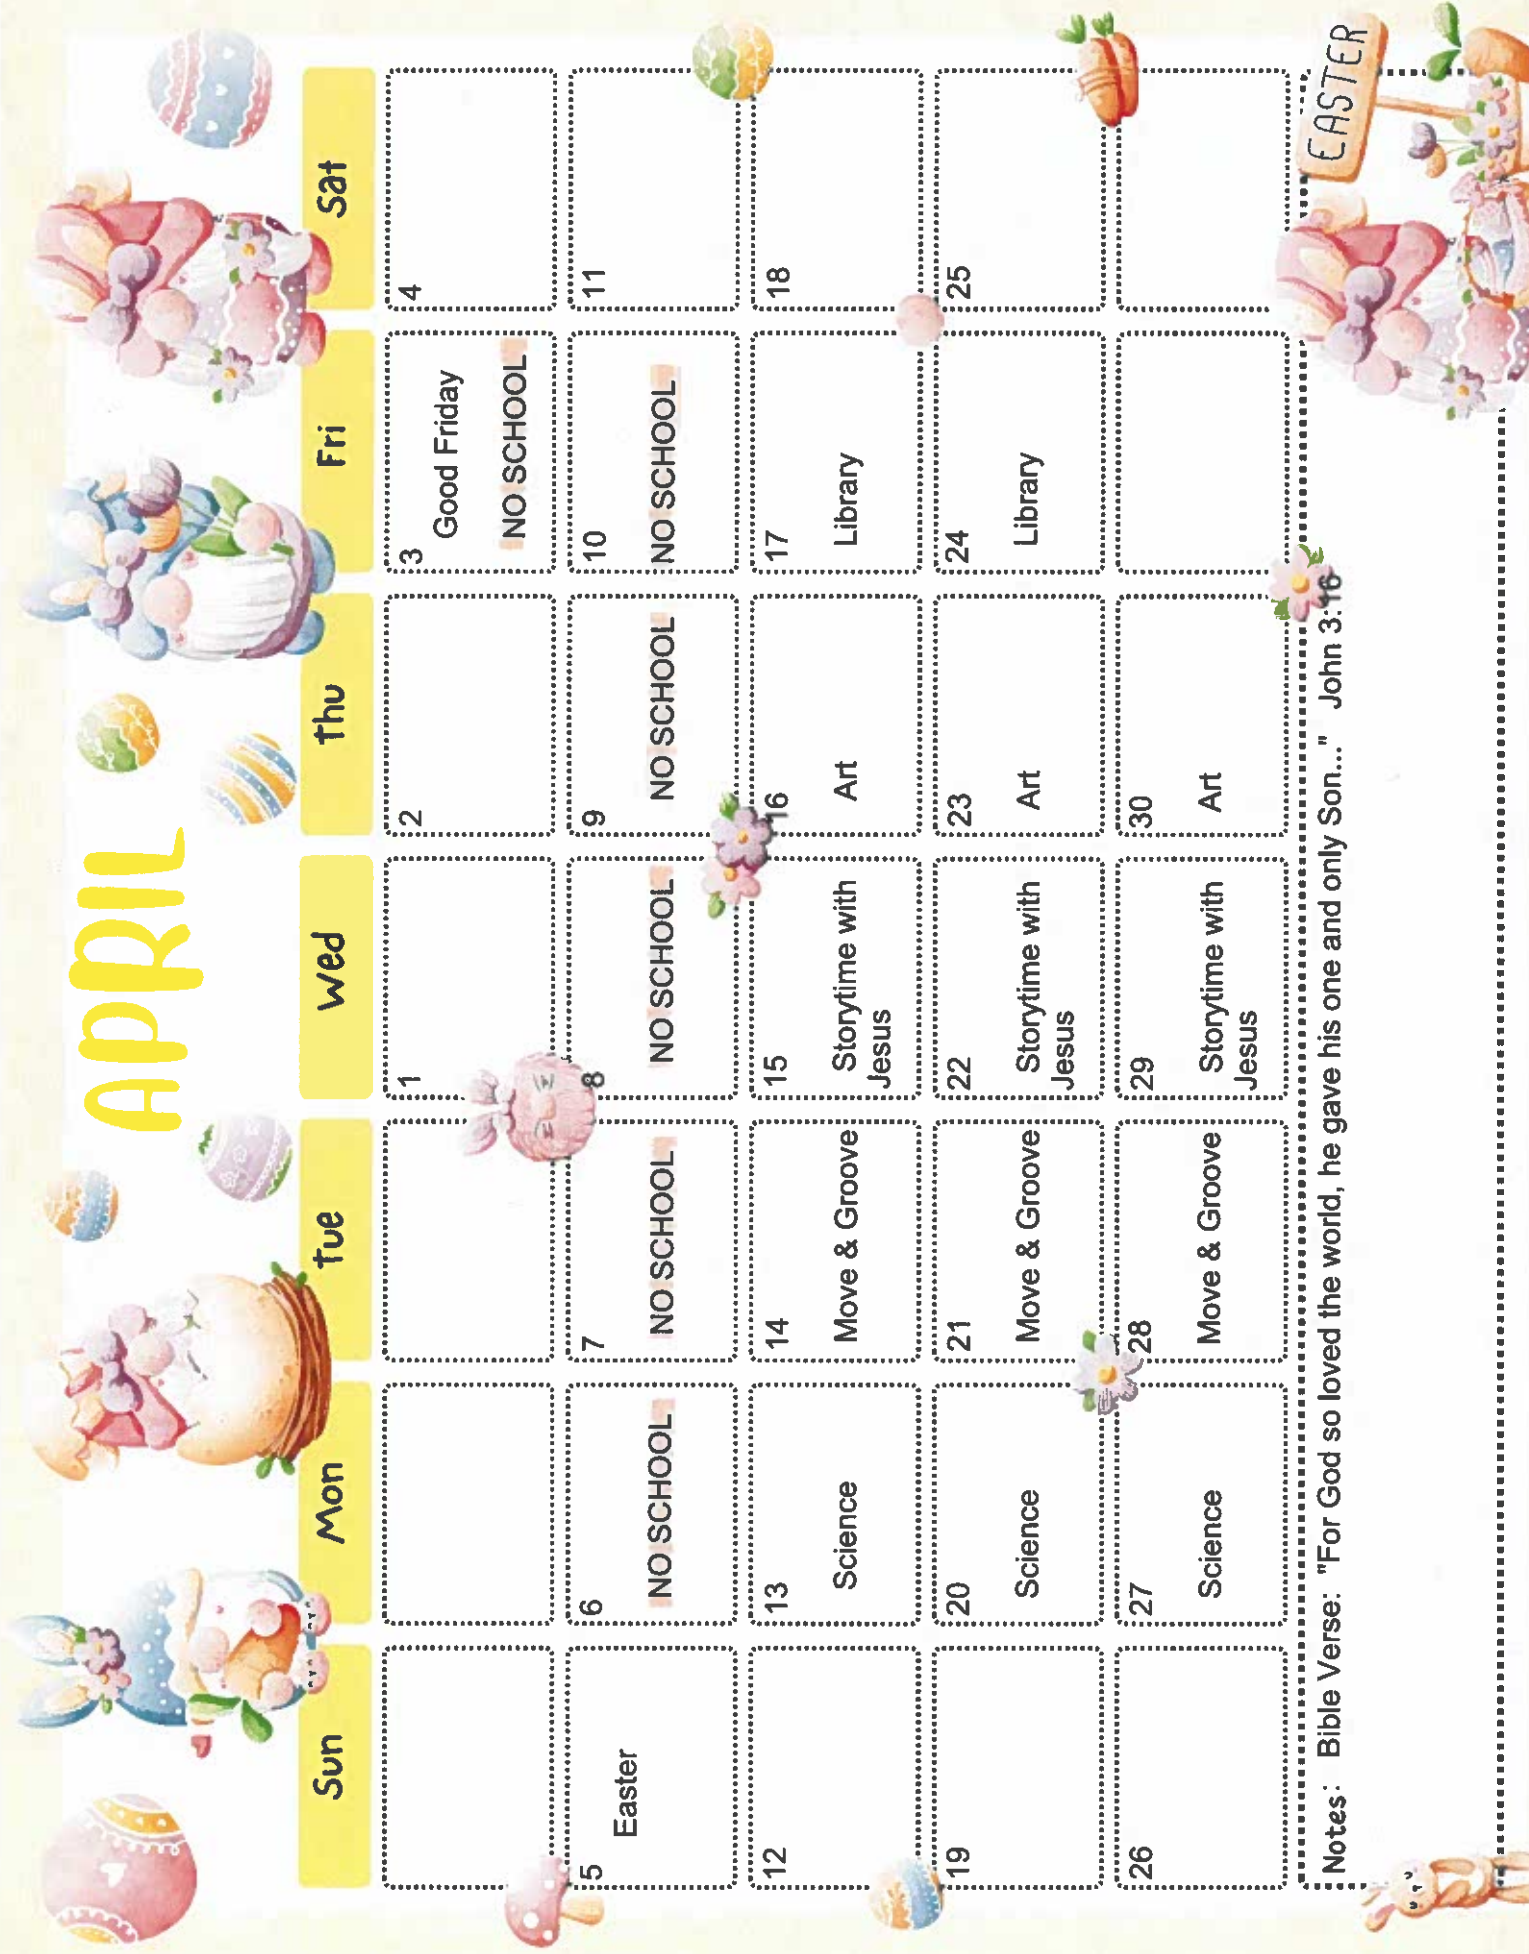 APRIL
Sun
Mon
Tue
Wed
Thu
Fri
Sat
1
2
3
Good Friday
NO SCHOOL
4
5
Easter
6
NO SCHOOL
7
NO SCHOOL
8
NO SCHOOL
9
NO SCHOOL
10
NO SCHOOL
11
12
13
Science
14
Move & Groove
15
Storytime with
Jesus
16
Art
17
Library
18
19
20
Science
21
Move & Groove
22
Storytime with
Jesus
23
Art
24
Library
25
26
27
Science
28
Move & Groove
29
Storytime with
Jesus
30
Art
Notes: Bible Verse: "For God so loved the world, he gave his one and only Son..." John 3:16
EASTER